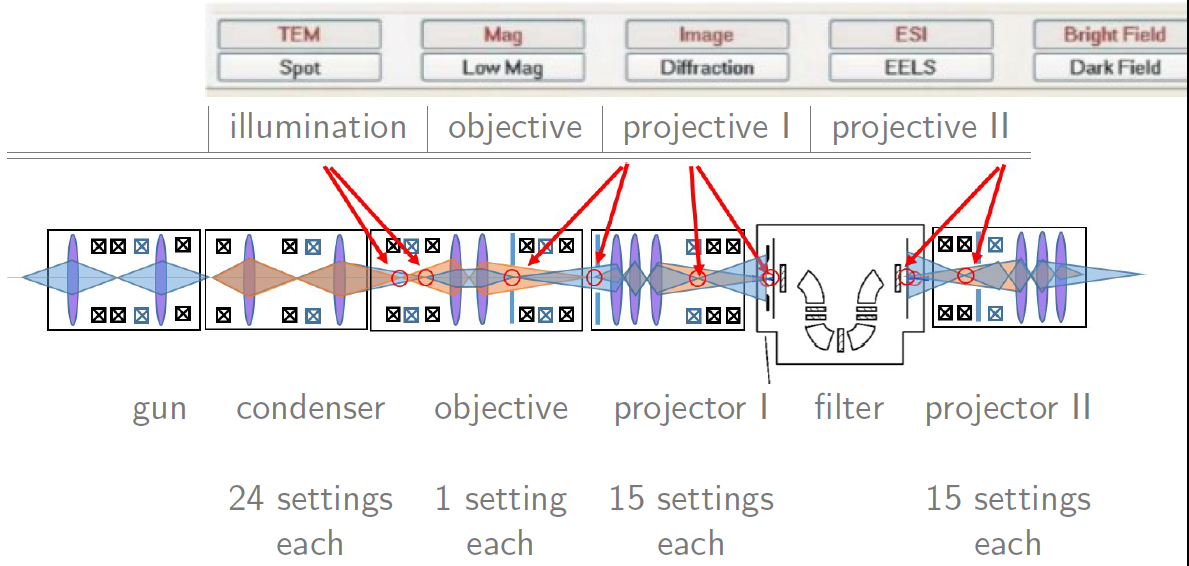 TEM Mag Image ESI Bright Field
Spot Low Mag Diffraction EELS Dark Field
illumination objective projective I projective II
gun condenser objective projector I filter projector II
24 settings 1 setting 15 settings 15 settings
each each each each